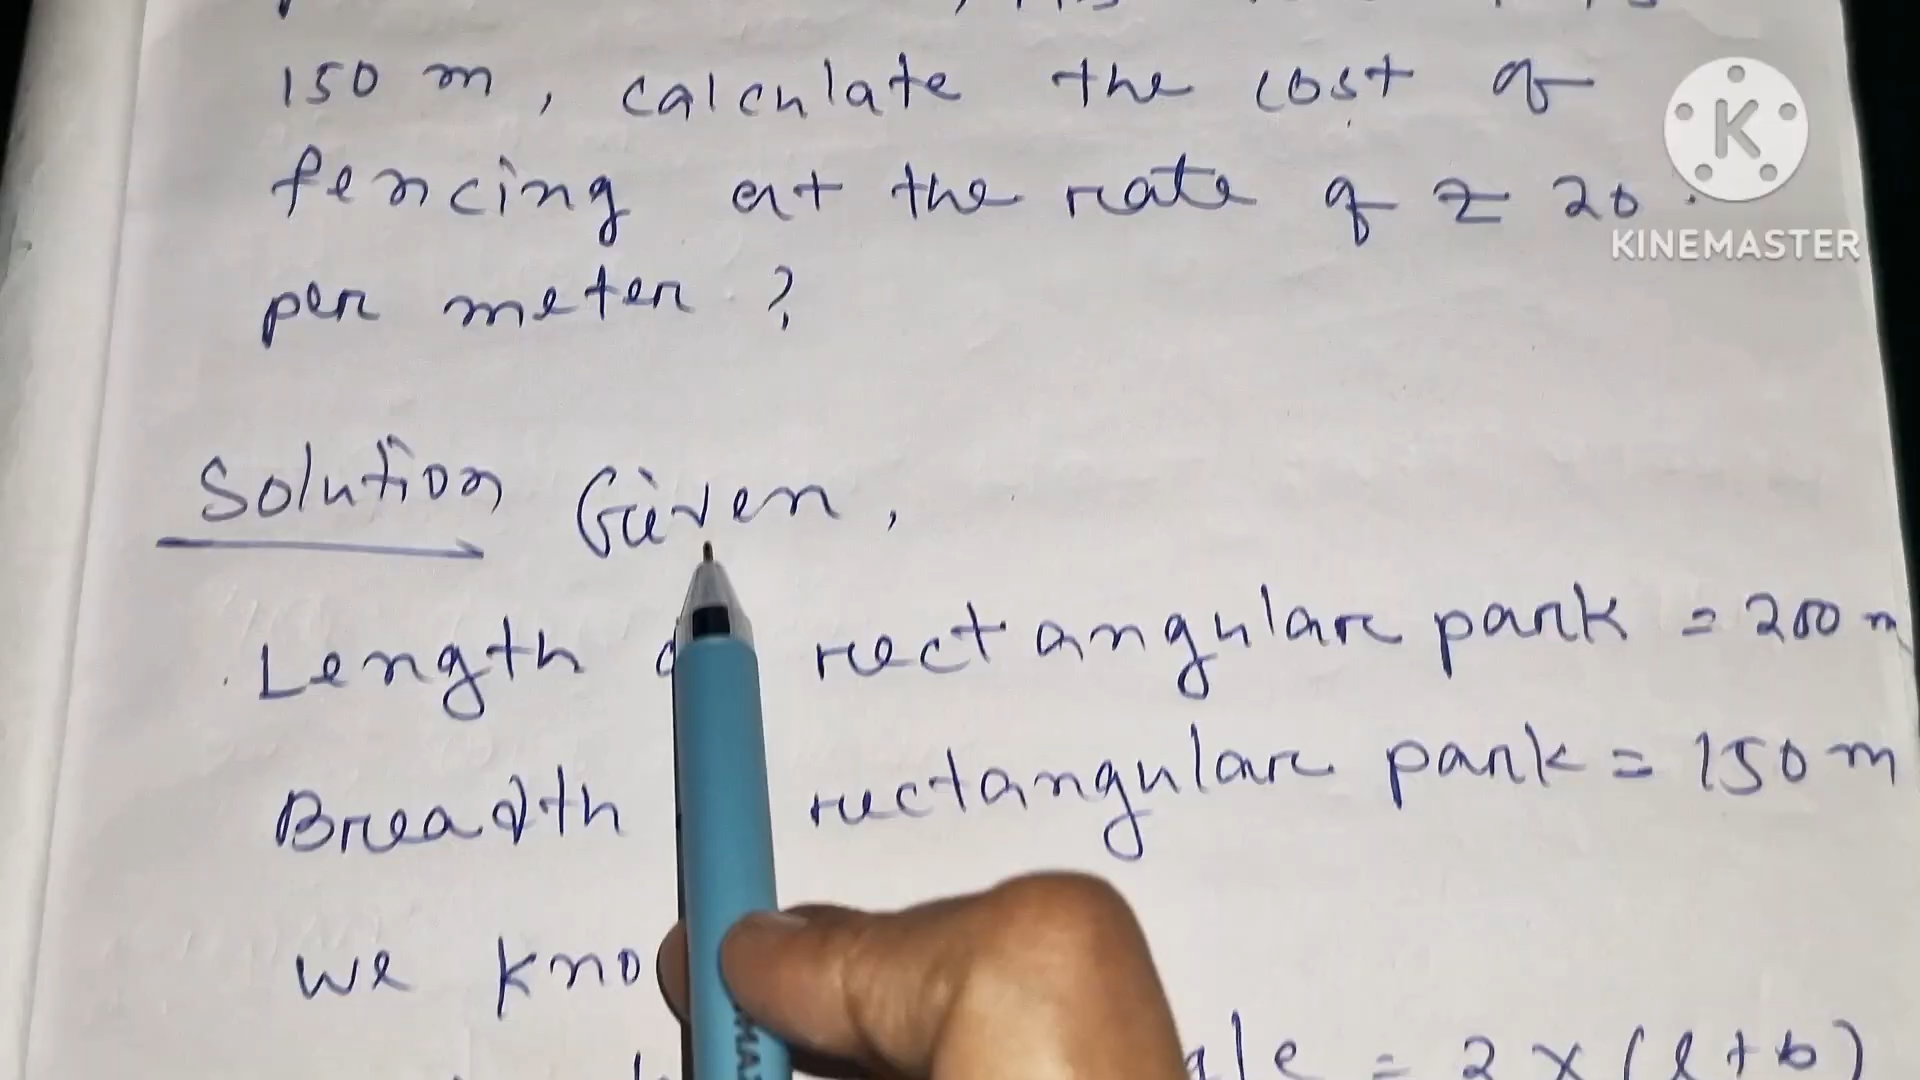 150 m, calculate the cost of
fencing at the rate of ₹ 20
per meter ?
K
KINEMASTER
Solution Given,
Length rectangular park = 200 m
Breadth rectangular park = 150 m
We
= 2 × (l + b)